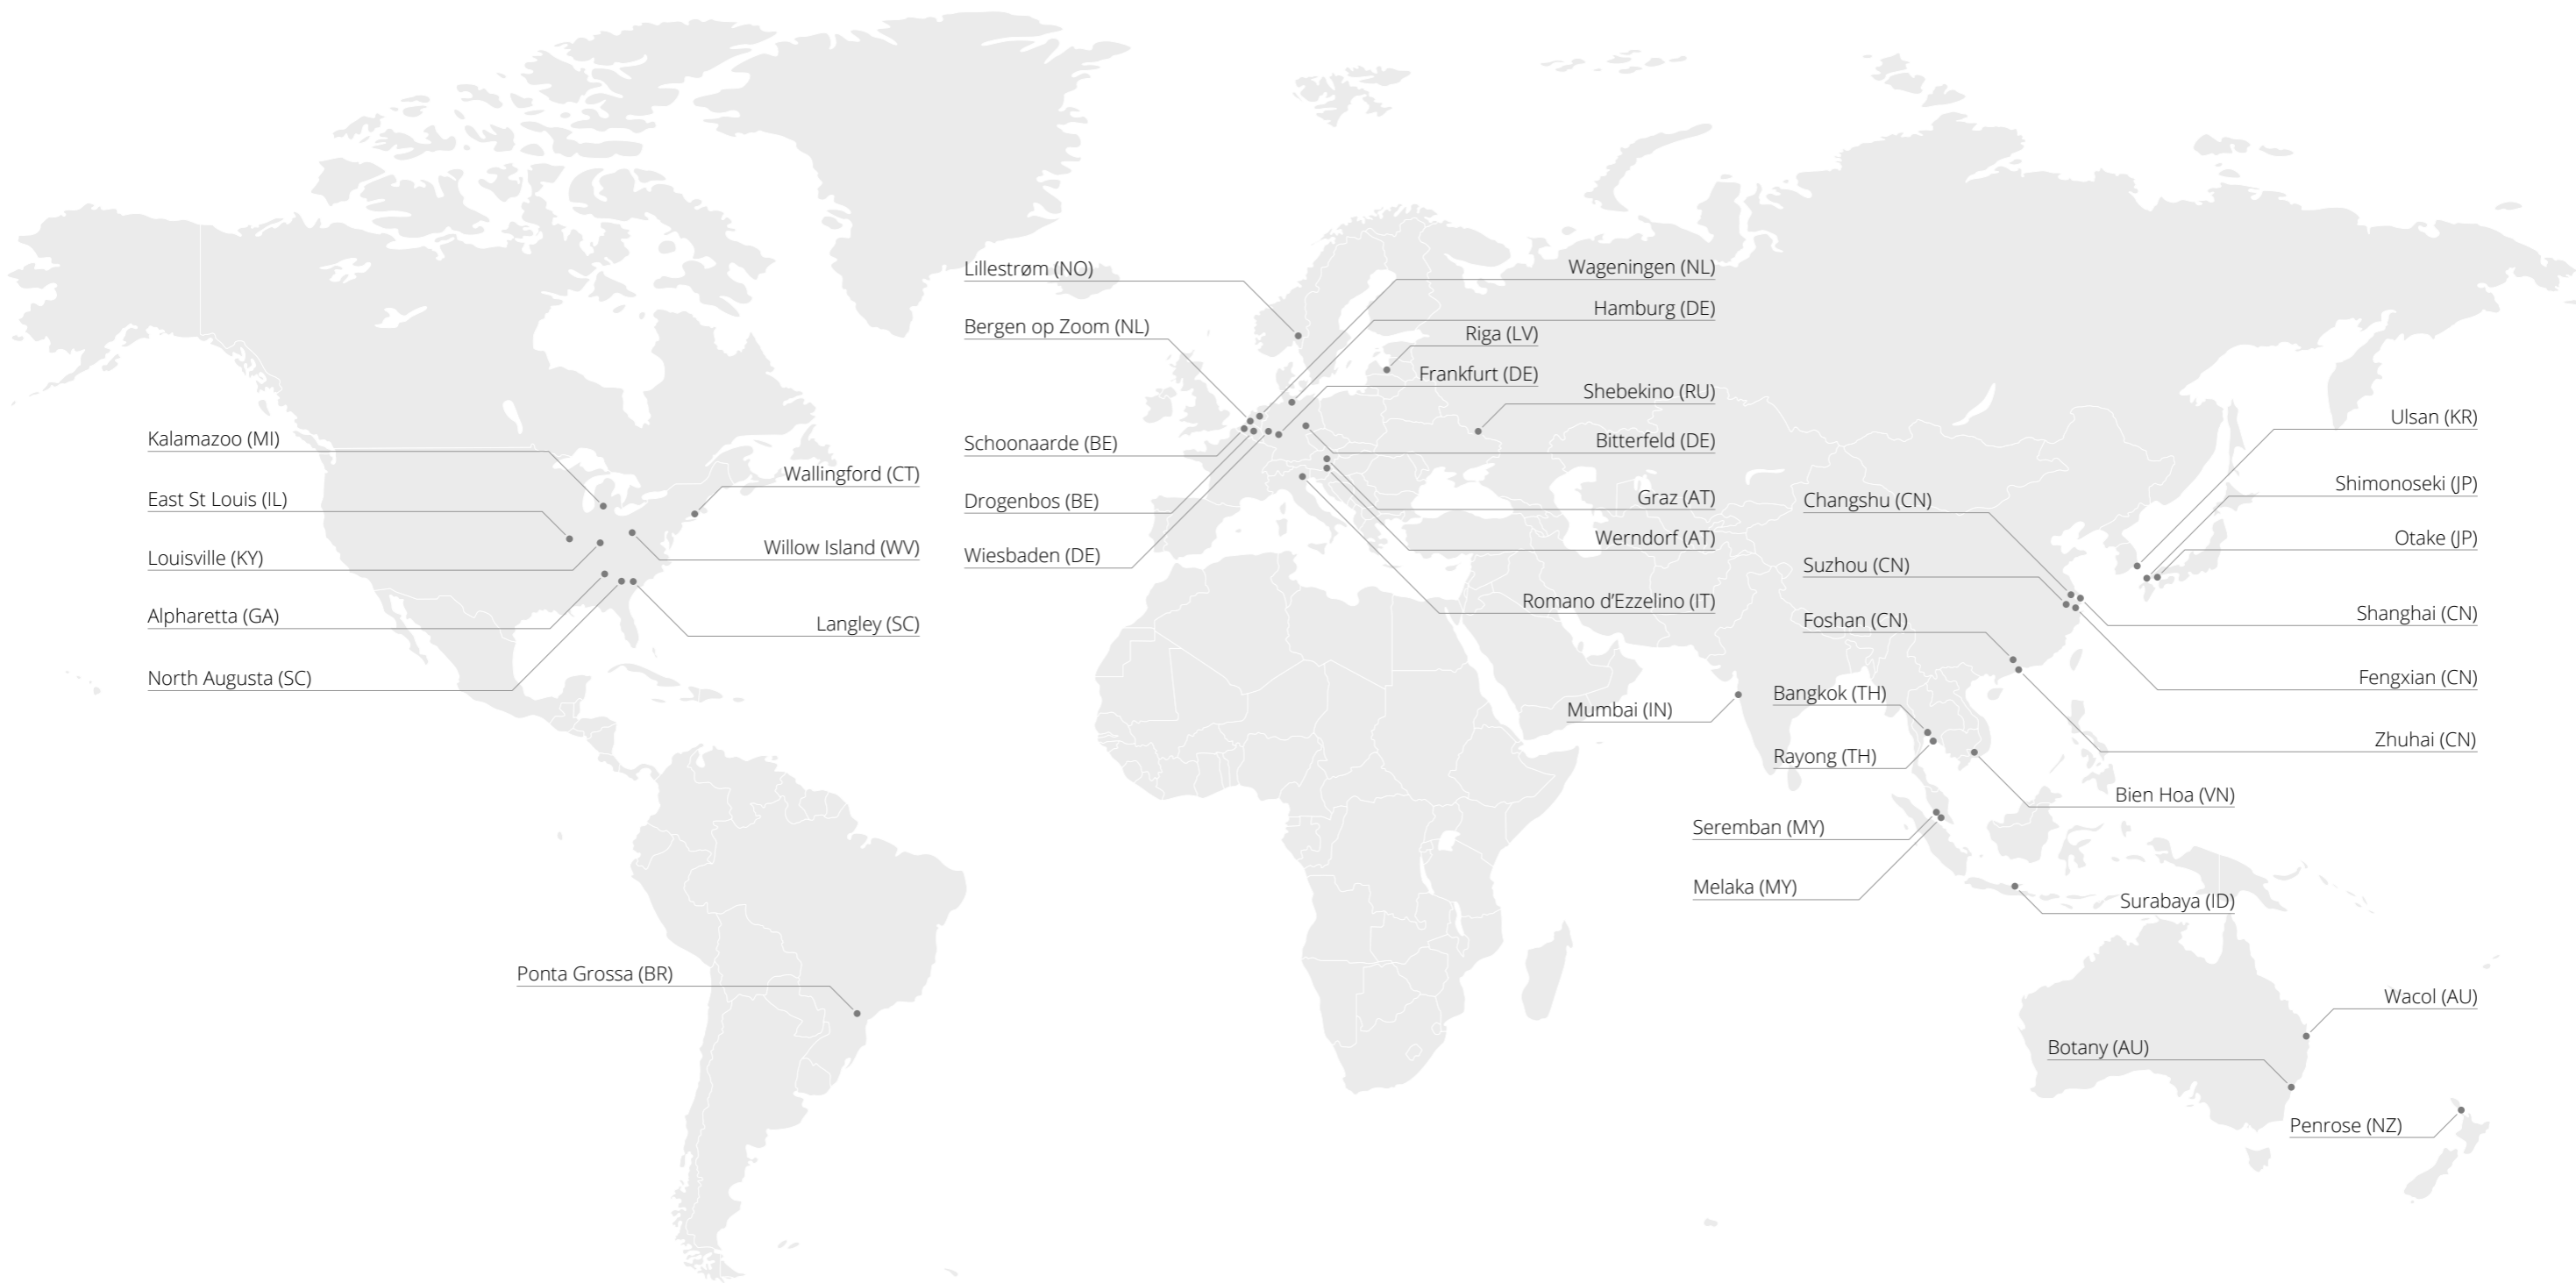 Kalamazoo (MI)
East St Louis (IL)
Louisville (KY)
Alpharetta (GA)
North Augusta (SC)
Wallingford (CT)
Willow Island (WV)
Langley (SC)
Ponta Grossa (BR)
Lillestrøm (NO)
Bergen op Zoom (NL)
Schoonaarde (BE)
Drogenbos (BE)
Wiesbaden (DE)
Wageningen (NL)
Hamburg (DE)
Riga (LV)
Frankfurt (DE)
Shebekino (RU)
Bitterfeld (DE)
Graz (AT)
Werndorf (AT)
Romano d’Ezzelino (IT)
Mumbai (IN)
Changshu (CN)
Suzhou (CN)
Foshan (CN)
Bangkok (TH)
Rayong (TH)
Seremban (MY)
Melaka (MY)
Ulsan (KR)
Shimonoseki (JP)
Otake (JP)
Shanghai (CN)
Fengxian (CN)
Zhuhai (CN)
Bien Hoa (VN)
Surabaya (ID)
Wacol (AU)
Botany (AU)
Penrose (NZ)